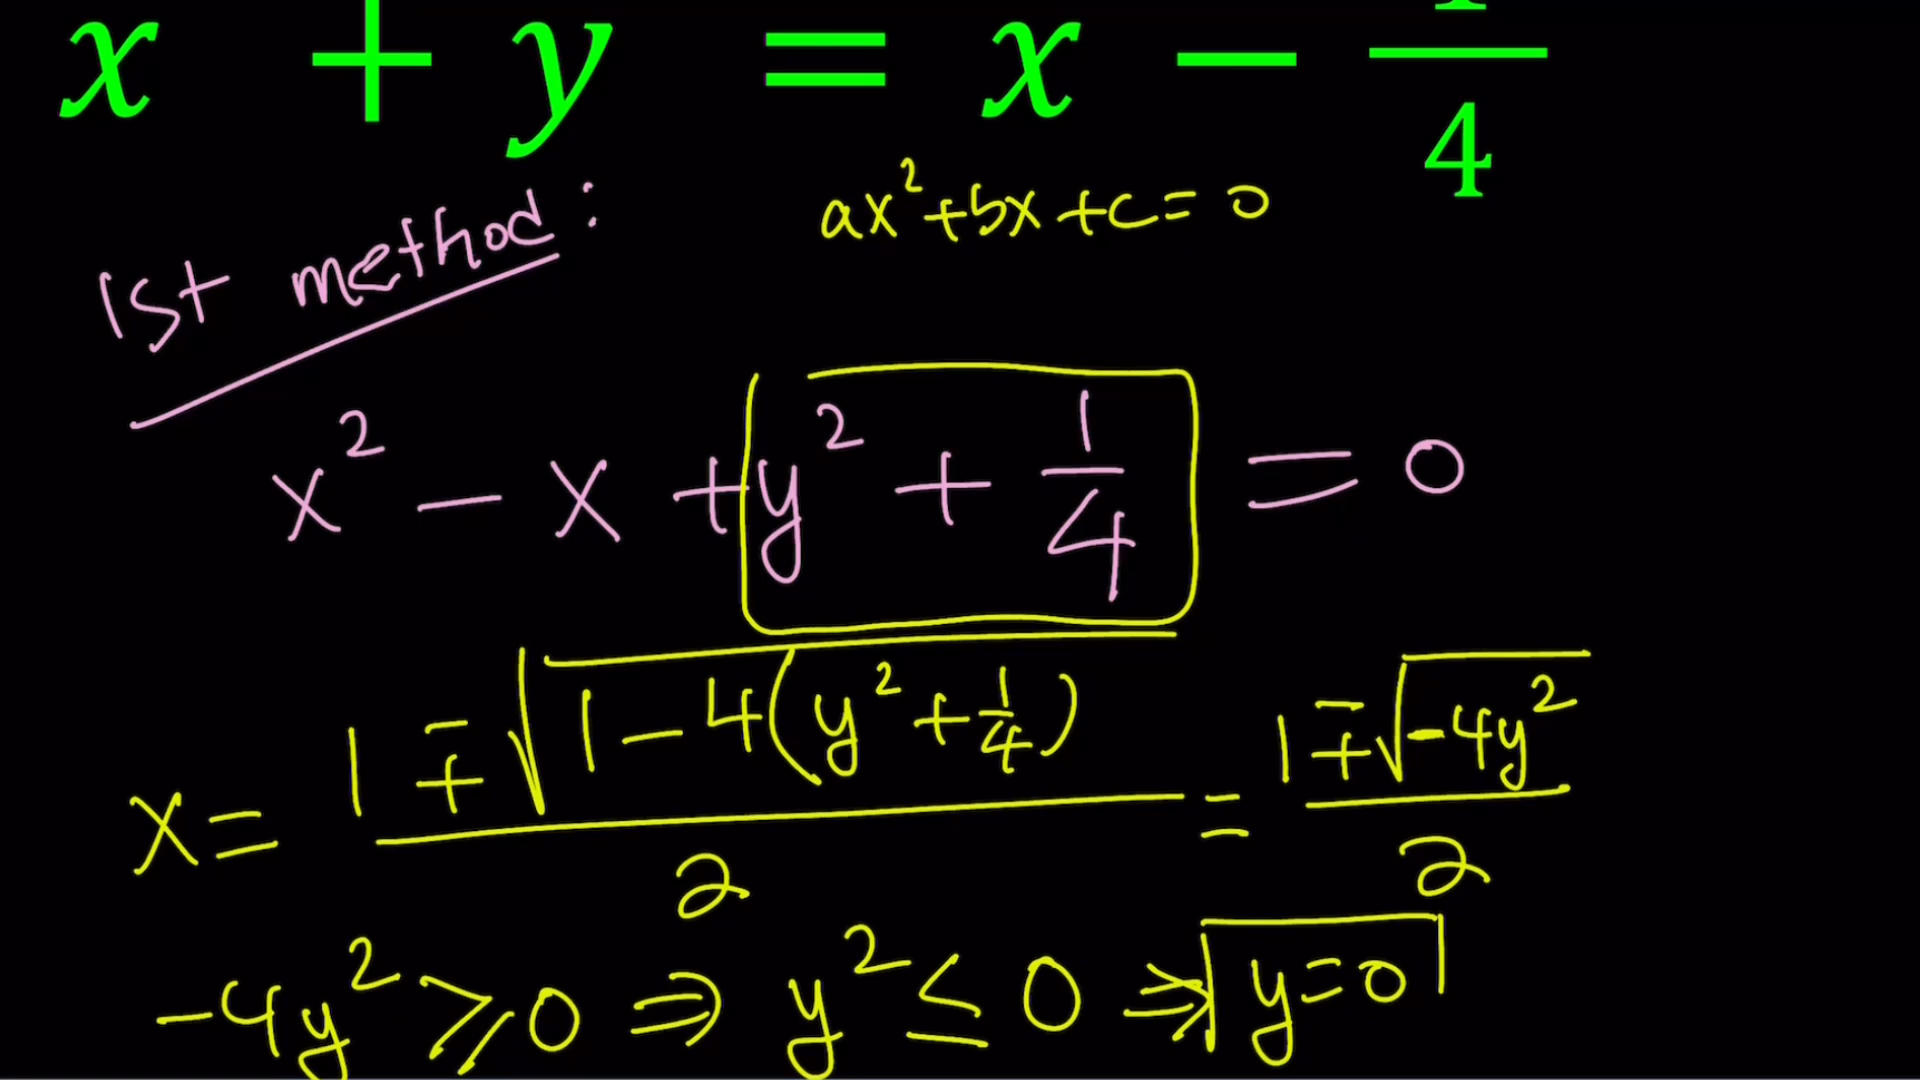 x + y = x − 1/4
1st method:
ax² + bx + c = 0
x² − x + y² + 1/4 = 0
x = (1 ∓ √(1 − 4(y² + 1/4)))/2 = (1 ∓ √(−4y²))/2
−4y² ⩾ 0 ⇒ y² ≤ 0 ⇒ y = 0